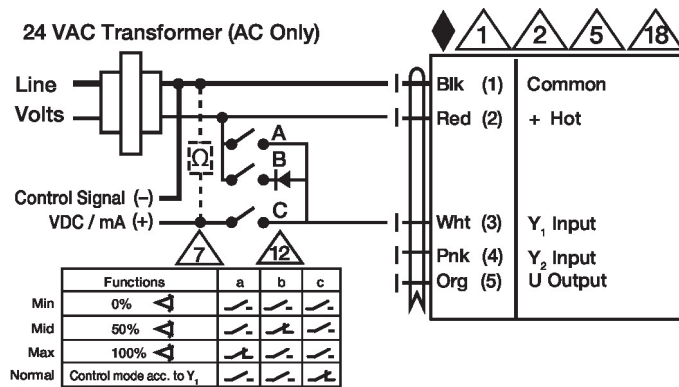 24 VAC Transformer (AC Only)
1 2 5 18
Line
Volts
Blk (1) Common
Red (2) + Hot
A
B
C
Ω
Control Signal (–)
VDC / mA (+)
Wht (3) Y₁ Input
Pnk (4) Y₂ Input
Org (5) U Output
7
12
Functions a b c
Min 0%
Mid 50%
Max 100%
Normal Control mode acc. to Y₁